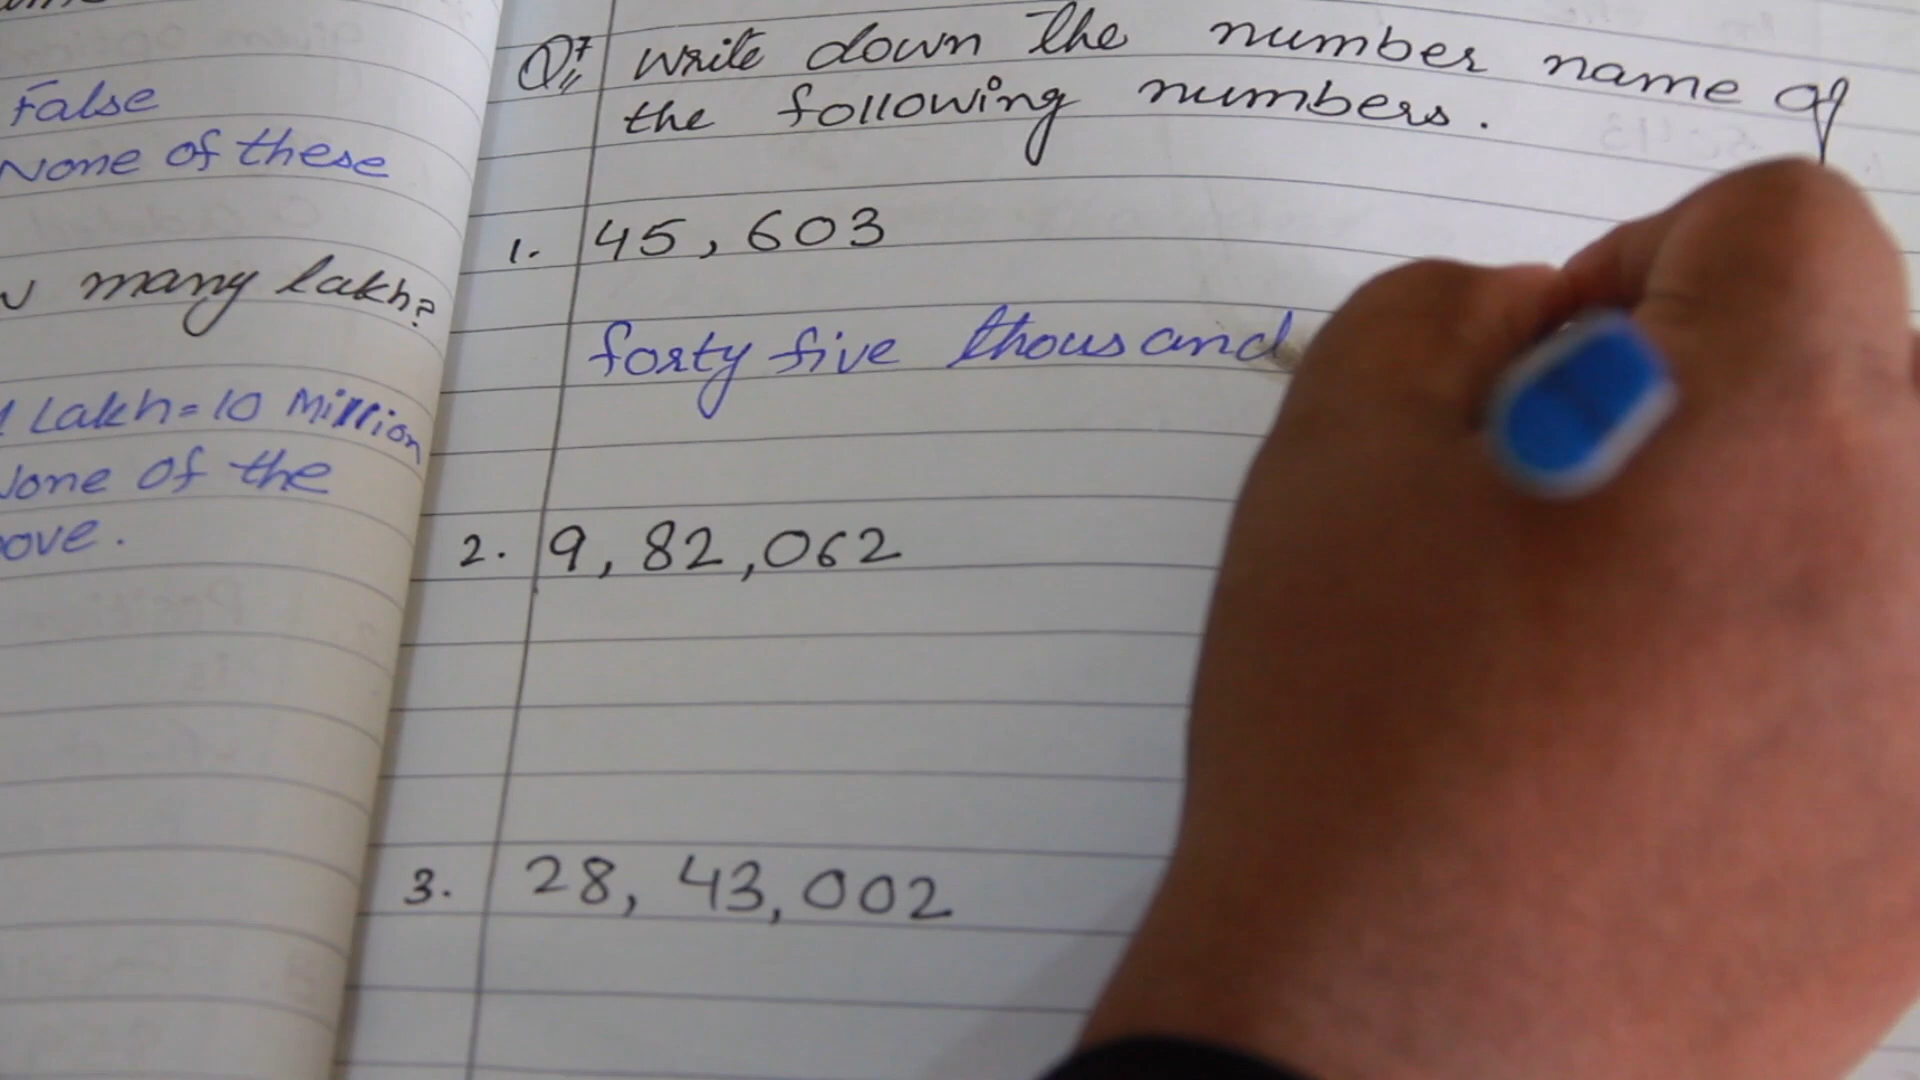 False
None of these
many lakh?
Lakh=10 Million
None of the
ove.
Q7 write down the number name of
the following numbers.
1. 45,603
forty five thousand
2. 9,82,062
3. 28,43,002